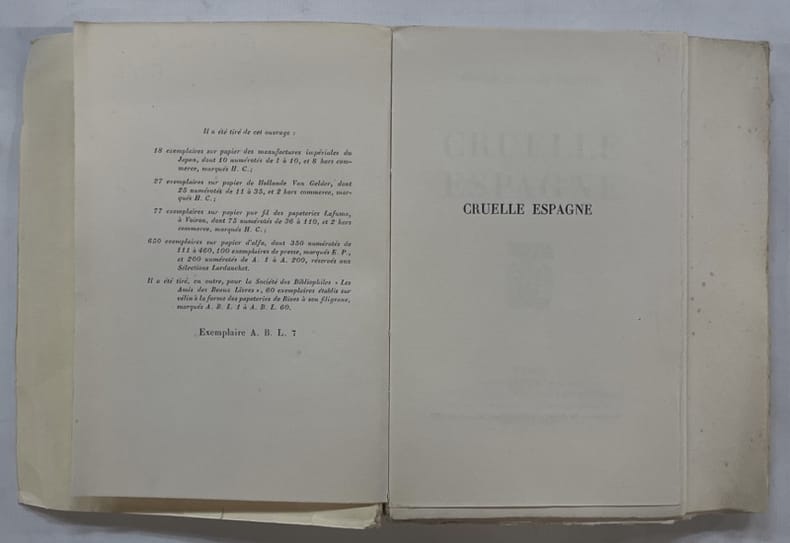 Il a été tiré de cet ouvrage :
18 exemplaires sur papier des manufactures impériales du
Japon, dont 10 numérotés de 1 à 10, et 8 hors com-
merce, marqués H. C.;
27 exemplaires sur papier de Hollande Van Gelder, dont
25 numérotés de 11 à 35, et 2 hors commerce, mar-
qués H. C.;
77 exemplaires sur papier pur fil des papeteries Lafuma,
à Voiron, dont 75 numérotés de 36 à 110, et 2 hors
commerce, marqués H. C.;
650 exemplaires sur papier d'alfa, dont 350 numérotés de
111 à 460, 100 exemplaires de presse, marqués E. P.,
et 200 numérotés de A. 1 à A. 200, réservés aux
Sélections Lardanchet.
Il a été tiré, en outre, pour la Société des Bibliophiles « Les
Amis des Beaux Livres », 60 exemplaires établis sur
vélin à la forme des papeteries de Rives à son filigrane,
marqués A. B. L. 1 à A. B. L. 60.
Exemplaire A. B. L. 7
CRUELLE
ESPAGNE
CRUELLE ESPAGNE